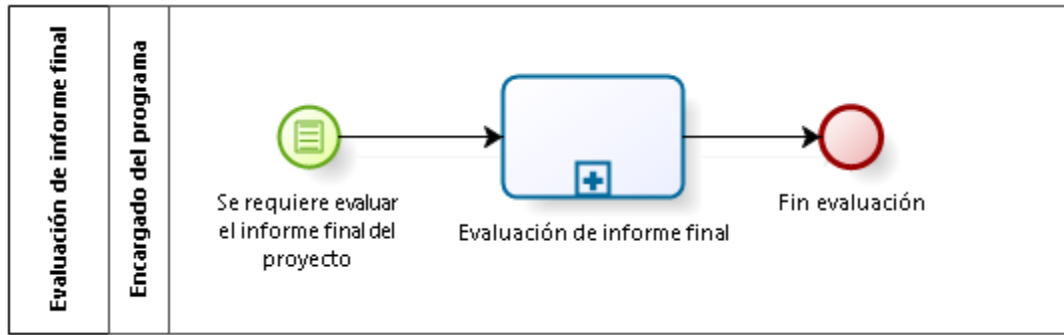 Evaluación de informe final
Encargado del programa
Se requiere evaluar
el informe final del
proyecto
Evaluación de informe final
Fin evaluación